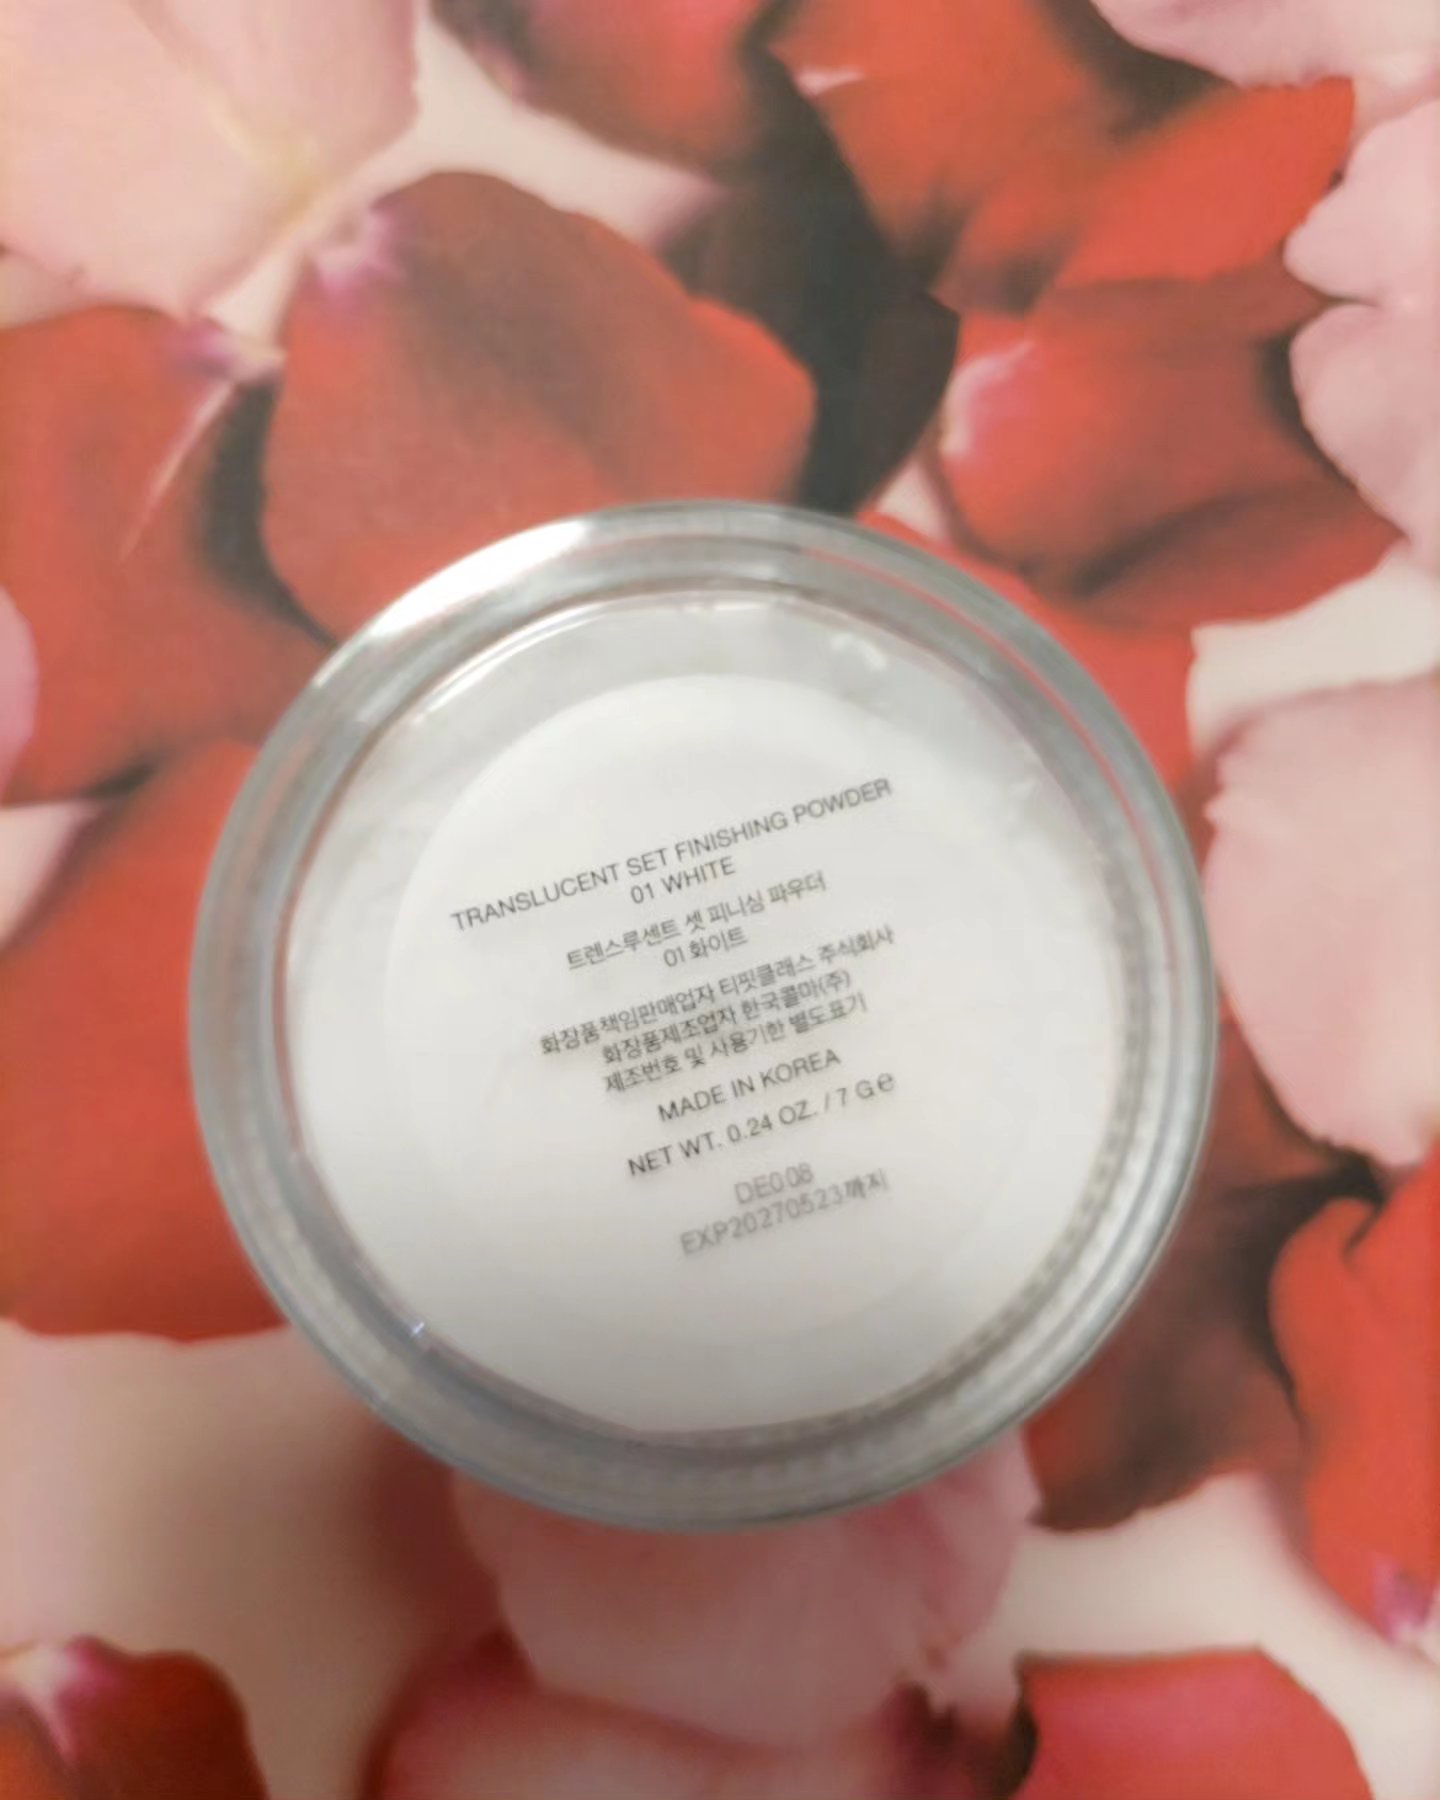 TRANSLUCENT SET FINISHING POWDER
01 WHITE
트렌스루센트 셋 피니싱 파우더
01 화이트
화장품책임판매업자 티핏클래스 주식회사
화장품제조업자 한국콜마(주)
제조번호 및 사용기한 별도표기
MADE IN KOREA
NET WT. 0.24 OZ. / 7 G e
EXP20270523까지